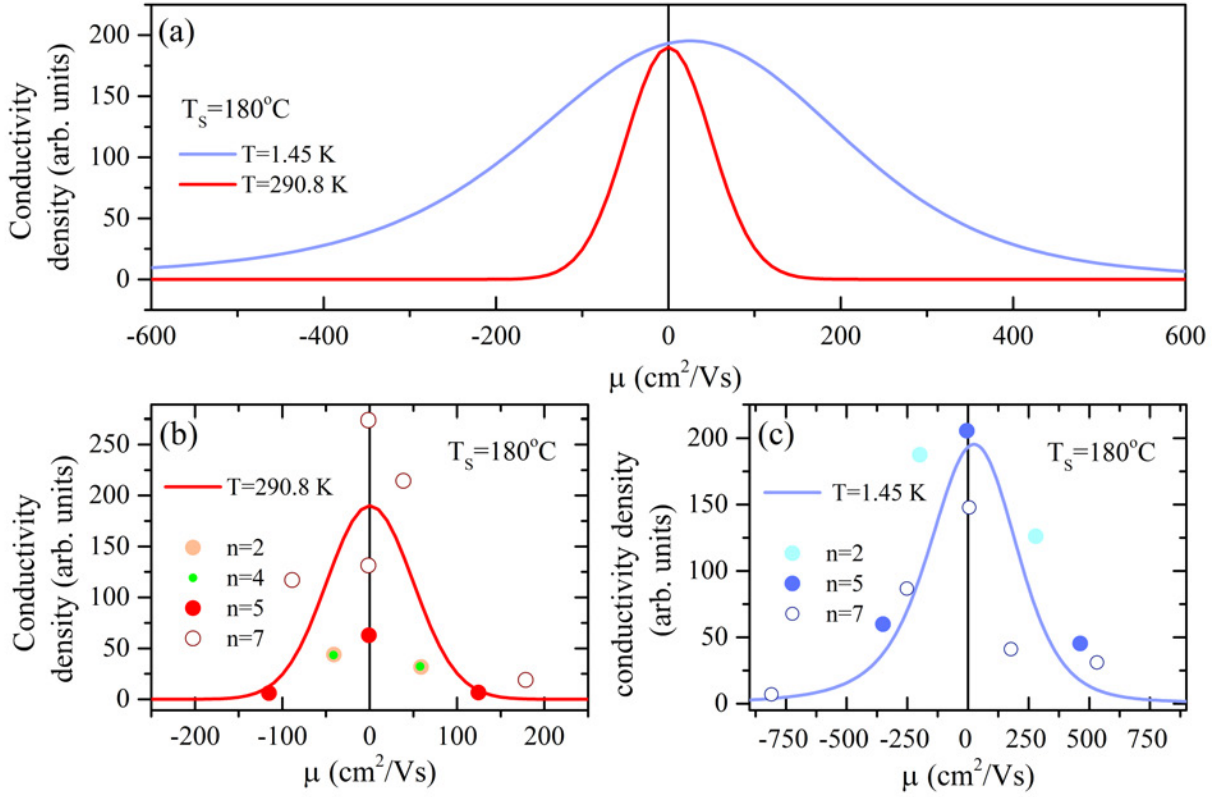 (a)
T_S=180°C
T=1.45 K
T=290.8 K
Conductivity
density (arb. units)
200
150
100
50
0
-600 -400 -200 0 200 400 600
μ (cm²/Vs)
(b)
T_S=180°C
T=290.8 K
n=2
n=4
n=5
n=7
Conductivity
density (arb. units)
250
200
150
100
50
0
-200 -100 0 100 200
μ (cm²/Vs)
(c)
T_S=180°C
T=1.45 K
n=2
n=5
n=7
conductivity density
(arb. units)
200
150
100
50
0
-750 -500 -250 0 250 500 750
μ (cm²/Vs)